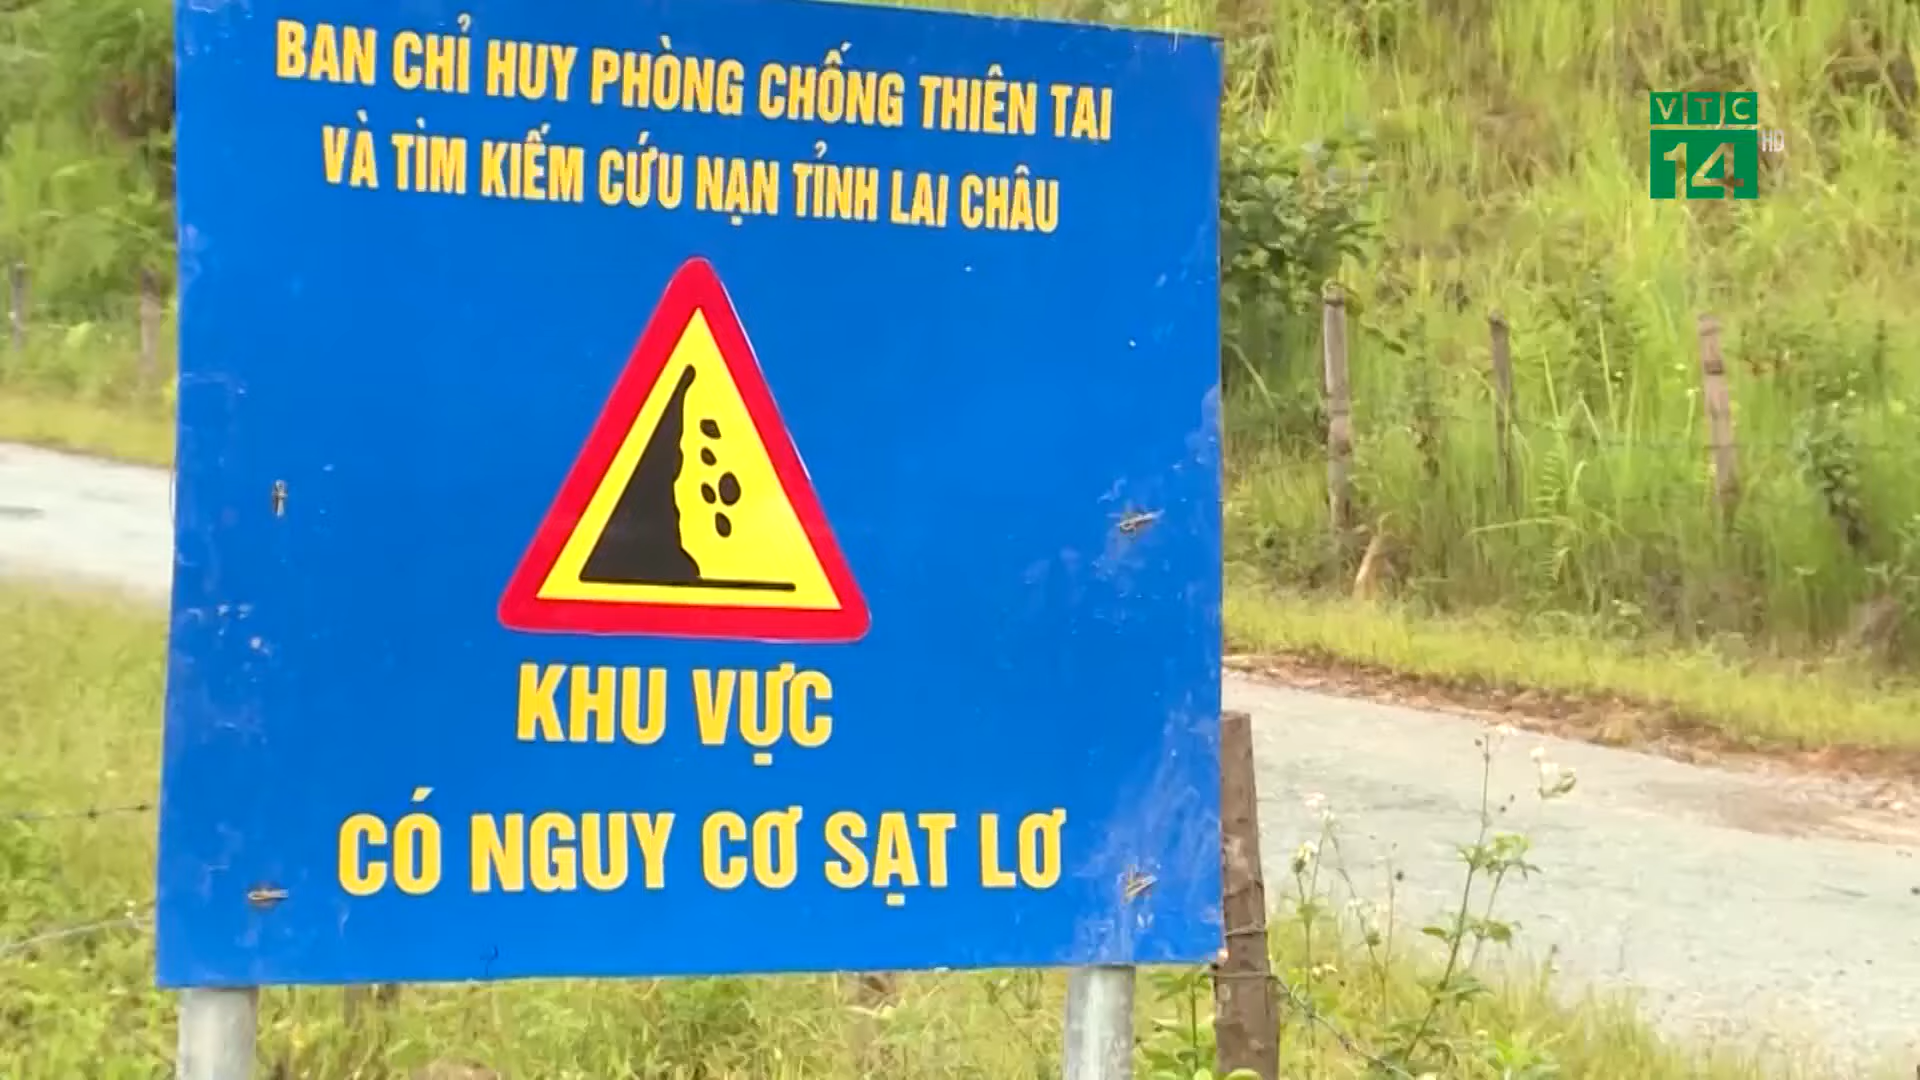 BAN CHỈ HUY PHÒNG CHỐNG THIÊN TAI
VÀ TÌM KIẾM CỨU NẠN TỈNH LAI CHÂU
KHU VỰC
CÓ NGUY CƠ SẠT LƠ
VTC
14 HD